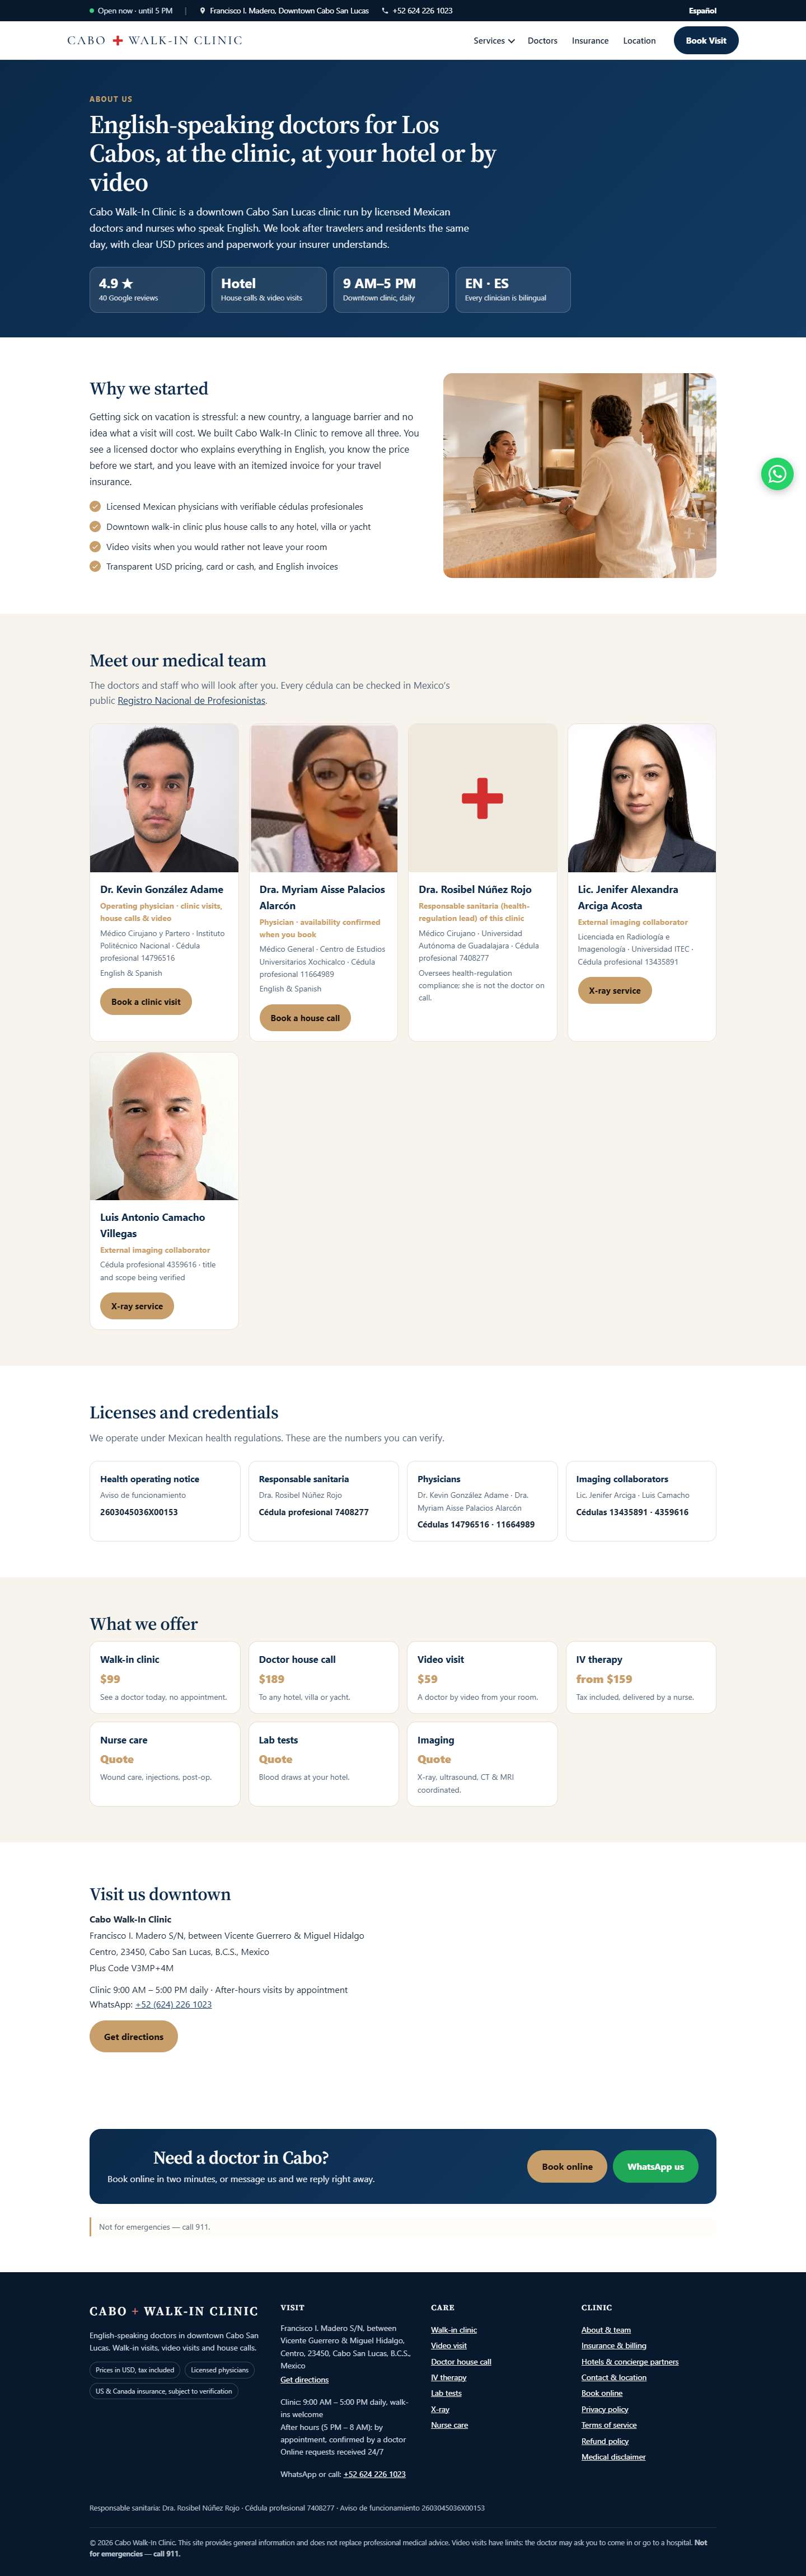 Open now · until 5 PM | Francisco I. Madero, Downtown Cabo San Lucas +52 624 226 1023 Español
CABO + WALK-IN CLINIC Services Doctors Insurance Location Book Visit
ABOUT US
English-speaking doctors for Los
Cabos, at the clinic, at your hotel or by
video
Cabo Walk-In Clinic is a downtown Cabo San Lucas clinic run by licensed Mexican
doctors and nurses who speak English. We look after travelers and residents the same
day, with clear USD prices and paperwork your insurer understands.
4.9 ★
40 Google reviews
Hotel
House calls & video visits
9 AM–5 PM
Downtown clinic, daily
EN · ES
Every clinician is bilingual
Why we started
Getting sick on vacation is stressful: a new country, a language barrier and no
idea what a visit will cost. We built Cabo Walk-In Clinic to remove all three. You
see a licensed doctor who explains everything in English, you know the price
before we start, and you leave with an itemized invoice for your travel
insurance.
Licensed Mexican physicians with verifiable cédulas profesionales
Downtown walk-in clinic plus house calls to any hotel, villa or yacht
Video visits when you would rather not leave your room
Transparent USD pricing, card or cash, and English invoices
Meet our medical team
The doctors and staff who will look after you. Every cédula can be checked in Mexico's
public Registro Nacional de Profesionistas.
Dr. Kevin González Adame
Operating physician · clinic visits,
house calls & video
Médico Cirujano y Partero · Instituto
Politécnico Nacional · Cédula
profesional 14796516
English & Spanish
Book a clinic visit
Dra. Myriam Aisse Palacios
Alarcón
Physician · availability confirmed
when you book
Médico General · Centro de Estudios
Universitarios Xochicalco · Cédula
profesional 11664989
English & Spanish
Book a house call
Dra. Rosibel Núñez Rojo
Responsable sanitaria (health-
regulation lead) of this clinic
Médico Cirujano · Universidad
Autónoma de Guadalajara · Cédula
profesional 7408277
Oversees health-regulation
compliance; she is not the doctor on
call.
Lic. Jenifer Alexandra
Arciga Acosta
External imaging collaborator
Licenciada en Radiología e
Imagenología · Universidad ITEC ·
Cédula profesional 13435891
X-ray service
Luis Antonio Camacho
Villegas
External imaging collaborator
Cédula profesional 4359616 · title
and scope being verified
X-ray service
Licenses and credentials
We operate under Mexican health regulations. These are the numbers you can verify.
Health operating notice
Aviso de funcionamiento
2603045036X00153
Responsable sanitaria
Dra. Rosibel Núñez Rojo
Cédula profesional 7408277
Physicians
Dr. Kevin González Adame · Dra.
Myriam Aisse Palacios Alarcón
Cédulas 14796516 · 11664989
Imaging collaborators
Lic. Jenifer Arciga · Luis Camacho
Cédulas 13435891 · 4359616
What we offer
Walk-in clinic
$99
See a doctor today, no appointment.
Doctor house call
$189
To any hotel, villa or yacht.
Video visit
$59
A doctor by video from your room.
IV therapy
from $159
Tax included, delivered by a nurse.
Nurse care
Quote
Wound care, injections, post-op.
Lab tests
Quote
Blood draws at your hotel.
Imaging
Quote
X-ray, ultrasound, CT & MRI
coordinated.
Visit us downtown
Cabo Walk-In Clinic
Francisco I. Madero S/N, between Vicente Guerrero & Miguel Hidalgo
Centro, 23450, Cabo San Lucas, B.C.S., Mexico
Plus Code V3MP+4M
Clinic 9:00 AM – 5:00 PM daily · After-hours visits by appointment
WhatsApp: +52 (624) 226 1023
Get directions
Need a doctor in Cabo?
Book online in two minutes, or message us and we reply right away.
Book online
WhatsApp us
Not for emergencies — call 911.
CABO + WALK-IN CLINIC
English-speaking doctors in downtown Cabo San
Lucas. Walk-in visits, video visits and house calls.
Prices in USD, tax included
Licensed physicians
US & Canada insurance, subject to verification
VISIT
Francisco I. Madero S/N, between
Vicente Guerrero & Miguel Hidalgo,
Centro, 23450, Cabo San Lucas, B.C.S.,
Mexico
Get directions
Clinic: 9:00 AM – 5:00 PM daily, walk-
ins welcome
After hours (5 PM – 8 AM): by
appointment, confirmed by a doctor
Online requests received 24/7
WhatsApp or call: +52 624 226 1023
CARE
Walk-in clinic
Video visit
Doctor house call
IV therapy
Lab tests
X-ray
Nurse care
CLINIC
About & team
Insurance & billing
Hotels & concierge partners
Contact & location
Book online
Privacy policy
Terms of service
Refund policy
Medical disclaimer
Responsable sanitaria: Dra. Rosibel Núñez Rojo · Cédula profesional 7408277 · Aviso de funcionamiento 2603045036X00153
© 2026 Cabo Walk-In Clinic. This site provides general information and does not replace professional medical advice. Video visits have limits: the doctor may ask you to come in or go to a hospital. Not
for emergencies — call 911.